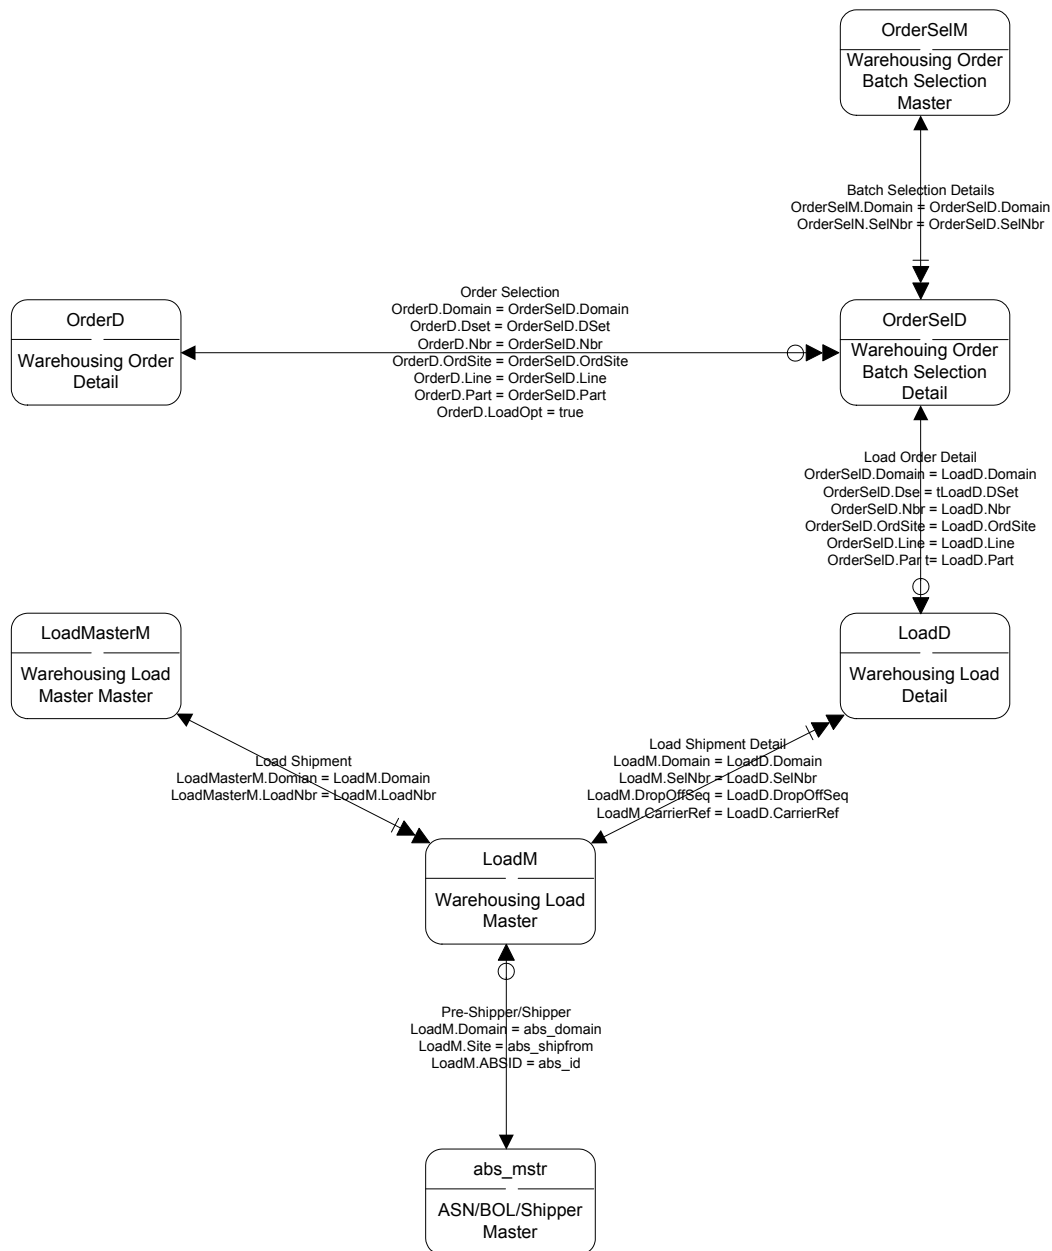 OrderSelM
Warehousing Order
Batch Selection
Master
Batch Selection Details
OrderSelM.Domain = OrderSelD.Domain
OrderSelN.SelNbr = OrderSelD.SelNbr
Order Selection
OrderD.Domain = OrderSelD.Domain
OrderD.Dset = OrderSelD.DSet
OrderD.Nbr = OrderSelD.Nbr
OrderD.OrdSite = OrderSelD.OrdSite
OrderD.Line = OrderSelD.Line
OrderD.Part = OrderSelD.Part
OrderD.LoadOpt = true
OrderD
Warehousing Order
Detail
OrderSelD
Warehouing Order
Batch Selection
Detail
Load Order Detail
OrderSelD.Domain = LoadD.Domain
OrderSelD.Dse = tLoadD.DSet
OrderSelD.Nbr = LoadD.Nbr
OrderSelD.OrdSite = LoadD.OrdSite
OrderSelD.Line = LoadD.Line
OrderSelD.Par t= LoadD.Part
LoadMasterM
Warehousing Load
Master Master
LoadD
Warehousing Load
Detail
Load Shipment
LoadMasterM.Domian = LoadM.Domain
LoadMasterM.LoadNbr = LoadM.LoadNbr
Load Shipment Detail
LoadM.Domain = LoadD.Domain
LoadM.SelNbr = LoadD.SelNbr
LoadM.DropOffSeq = LoadD.DropOffSeq
LoadM.CarrierRef = LoadD.CarrierRef
LoadM
Warehousing Load
Master
Pre-Shipper/Shipper
LoadM.Domain = abs_domain
LoadM.Site = abs_shipfrom
LoadM.ABSID = abs_id
abs_mstr
ASN/BOL/Shipper
Master